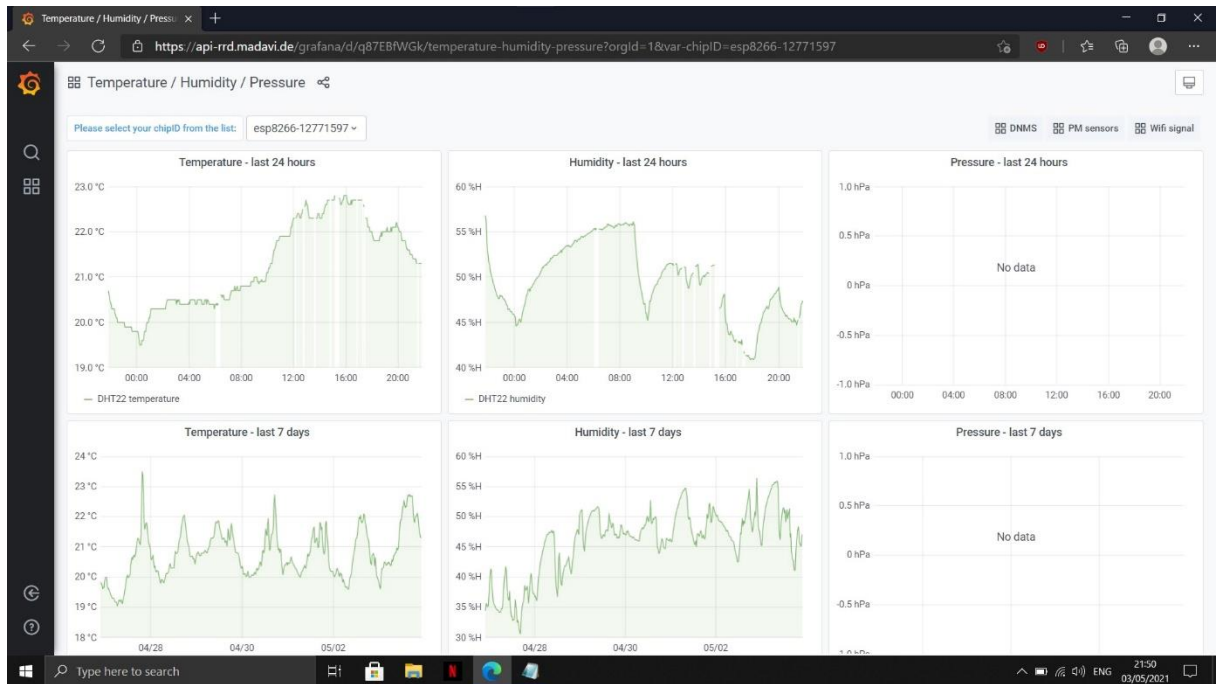 Temperature / Humidity / Pressu
https://api-rrd.madavi.de/grafana/d/q87EBfWGk/temperature-humidity-pressure?orgId=1&var-chipID=esp8266-12771597
Temperature / Humidity / Pressure
Please select your chipID from the list: esp8266-12771597
DNMS PM sensors Wifi signal
Temperature - last 24 hours
23.0 °C
22.0 °C
21.0 °C
20.0 °C
19.0 °C
00:00 04:00 08:00 12:00 16:00 20:00
DHT22 temperature
Humidity - last 24 hours
60 %H
55 %H
50 %H
45 %H
40 %H
00:00 04:00 08:00 12:00 16:00 20:00
DHT22 humidity
Pressure - last 24 hours
1.0 hPa
0.5 hPa
No data
0 hPa
-0.5 hPa
-1.0 hPa
00:00 04:00 08:00 12:00 16:00 20:00
Temperature - last 7 days
24 °C
23 °C
22 °C
21 °C
20 °C
19 °C
18 °C
04/28 04/30 05/02
Humidity - last 7 days
60 %H
55 %H
50 %H
45 %H
40 %H
35 %H
30 %H
04/28 04/30 05/02
Pressure - last 7 days
1.0 hPa
0.5 hPa
No data
0 hPa
-0.5 hPa
-1.0 hPa
Type here to search
ENG
21:50
03/05/2021